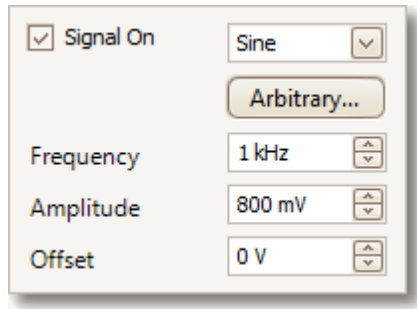 Signal On Sine
Arbitrary...
Frequency 1 kHz
Amplitude 800 mV
Offset 0 V